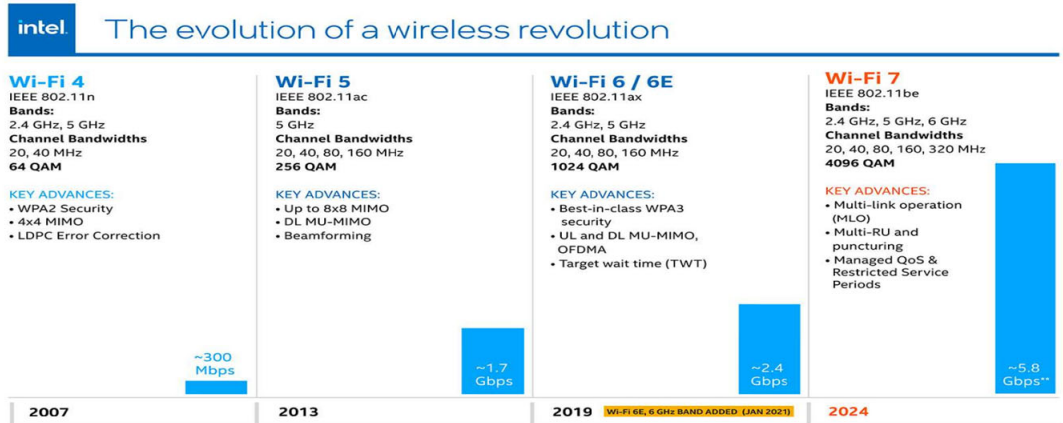 intel.
The evolution of a wireless revolution
Wi-Fi 4
IEEE 802.11n
Bands:
2.4 GHz, 5 GHz
Channel Bandwidths
20, 40 MHz
64 QAM
KEY ADVANCES:
• WPA2 Security
• 4x4 MIMO
• LDPC Error Correction
~300
Mbps
2007
Wi-Fi 5
IEEE 802.11ac
Bands:
5 GHz
Channel Bandwidths
20, 40, 80, 160 MHz
256 QAM
KEY ADVANCES:
• Up to 8x8 MIMO
• DL MU-MIMO
• Beamforming
~1.7
Gbps
2013
Wi-Fi 6 / 6E
IEEE 802.11ax
Bands:
2.4 GHz, 5 GHz
Channel Bandwidths
20, 40, 80, 160 MHz
1024 QAM
KEY ADVANCES:
• Best-in-class WPA3
security
• UL and DL MU-MIMO,
OFDMA
• Target wait time (TWT)
~2.4
Gbps
2019
Wi-Fi 6E, 6 GHz BAND ADDED (JAN 2021)
Wi-Fi 7
IEEE 802.11be
Bands:
2.4 GHz, 5 GHz, 6 GHz
Channel Bandwidths
20, 40, 80, 160, 320 MHz
4096 QAM
KEY ADVANCES:
• Multi-link operation
(MLO)
• Multi-RU and
puncturing
• Managed QoS &
Restricted Service
Periods
~5.8
Gbps**
2024